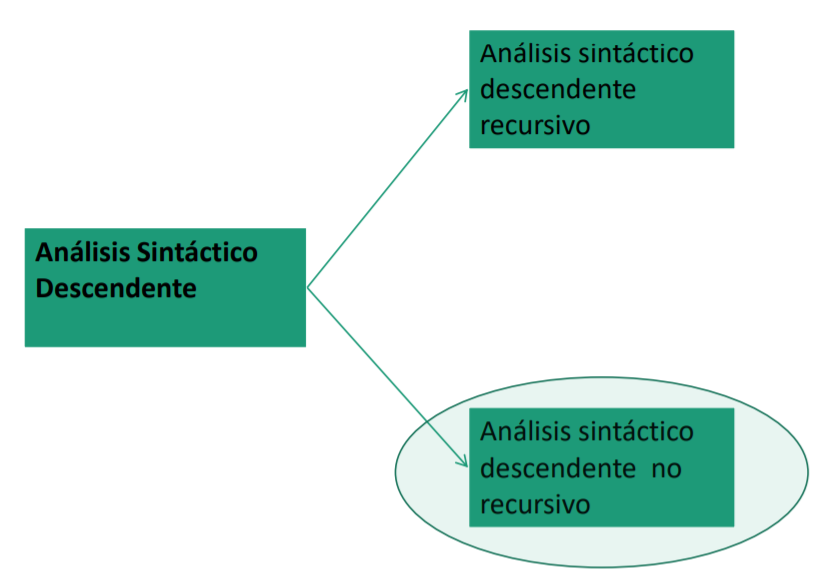 Análisis sintáctico
descendente
recursivo
Análisis Sintáctico
Descendente
Análisis sintáctico
descendente  no
recursivo